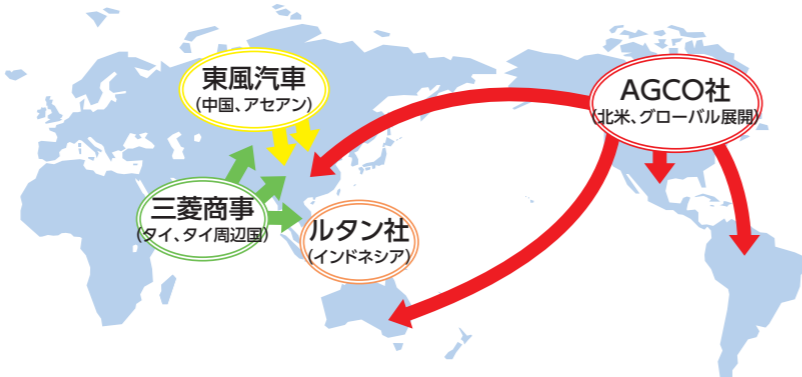 東風汽車
(中国、アセアン)
AGCO社
(北米、グローバル展開)
三菱商事
(タイ、タイ周辺国)
ルタン社
(インドネシア)